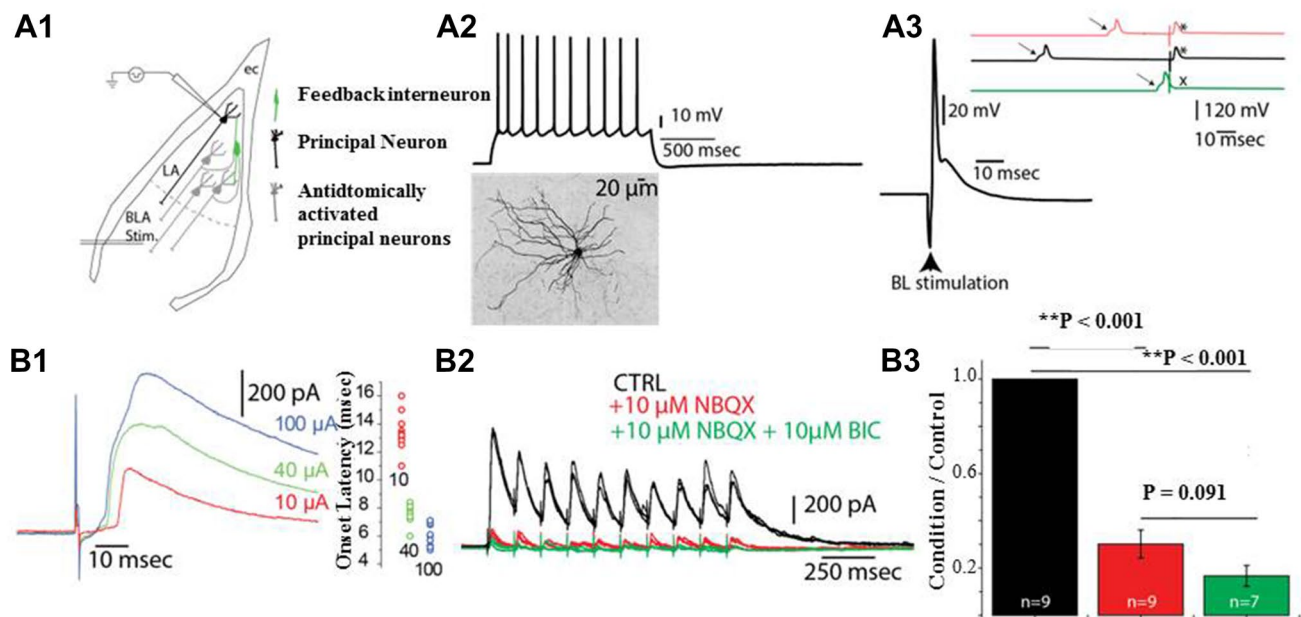 A1
ec
LA
BLA
Stim.
Feedback interneuron
Principal Neuron
Antidtomically
activated
principal neurons
A2
10 mV
500 msec
20 µm
A3
*
*
x
20 mV
10 msec
120 mV
10 msec
BL stimulation
B1
200 pA
100 µA
40 µA
10 µA
10 msec
Onset Latency (msec)
16
14
12
10
8
6
4
10
40
100
B2
CTRL
+10 µM NBQX
+10 µM NBQX + 10µM BIC
200 pA
250 msec
B3
**P < 0.001
**P < 0.001
P = 0.091
Condition / Control
1.0
0.6
0.2
n=9
n=9
n=7